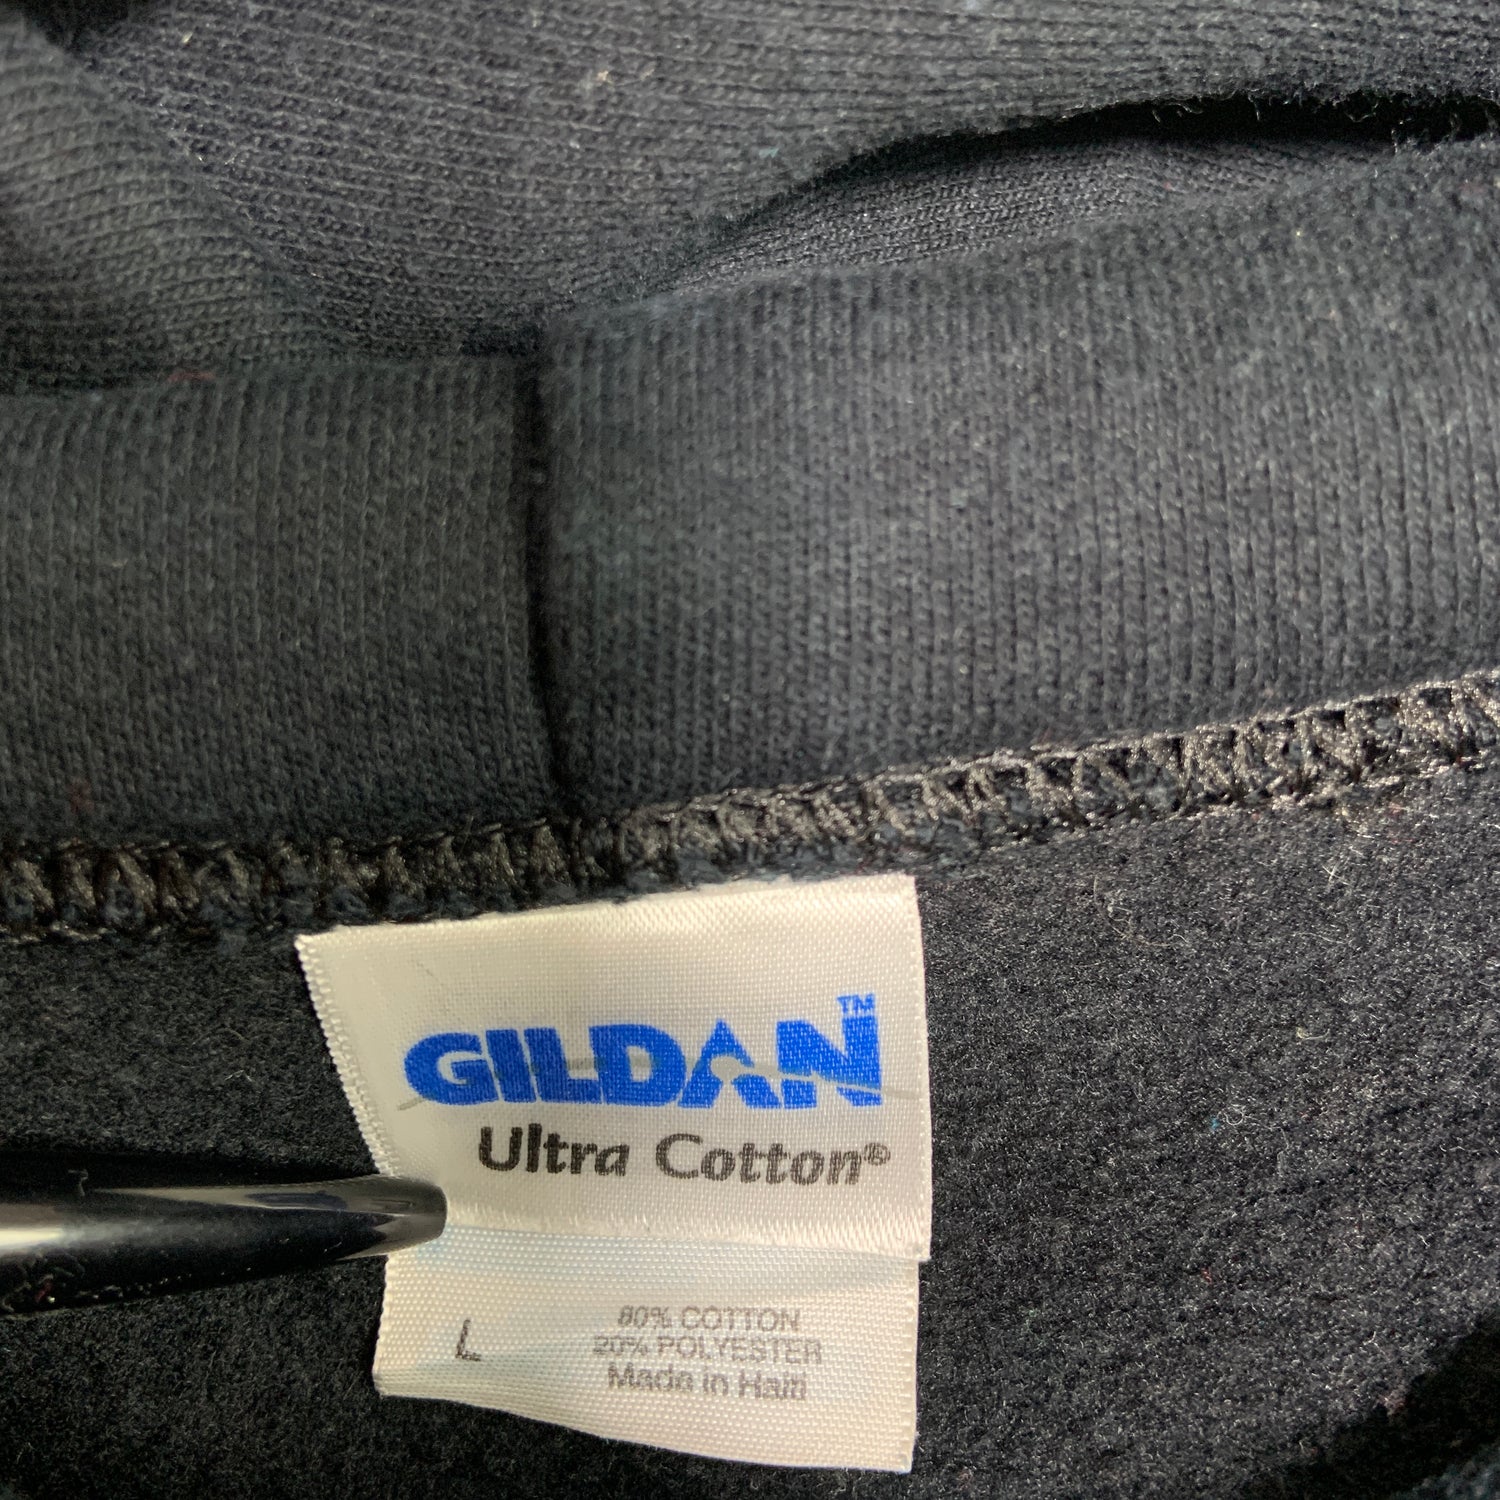 GILDAN™
Ultra Cotton®
L
80% COTTON
20% POLYESTER
Made in Haiti